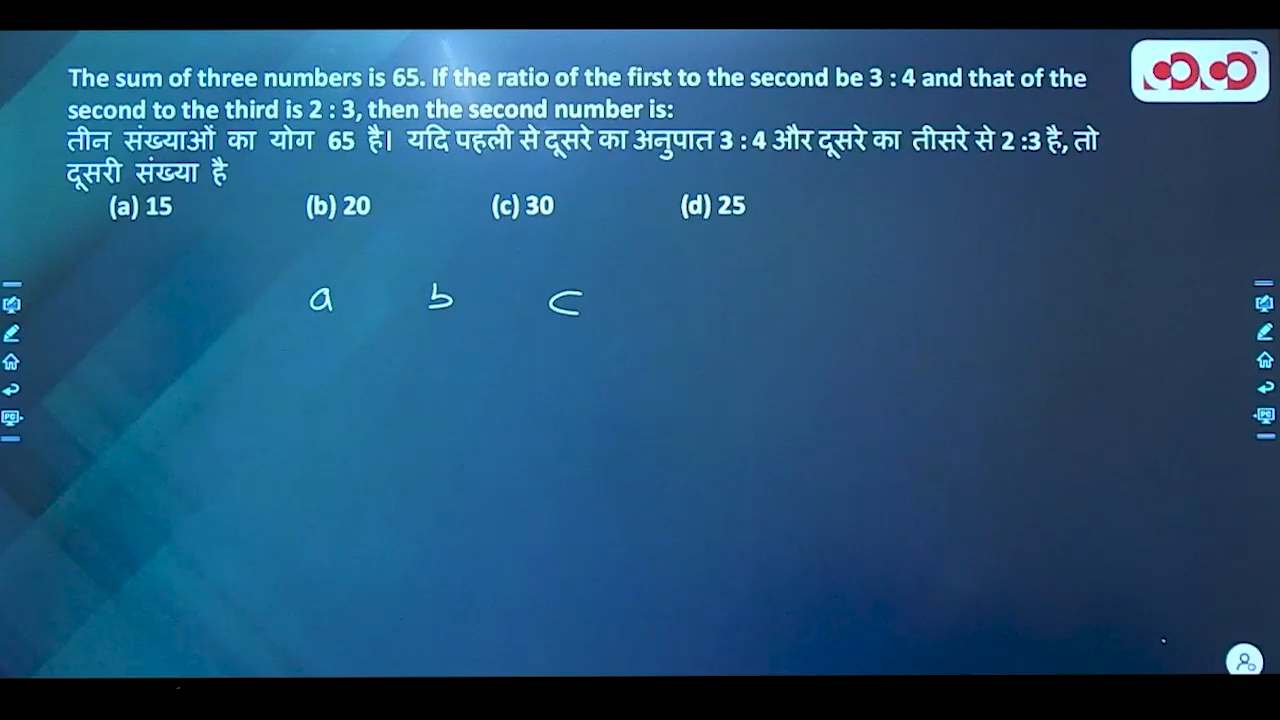 The sum of three numbers is 65. If the ratio of the first to the second be 3 : 4 and that of the
second to the third is 2 : 3, then the second number is:
तीन संख्याओं का योग 65 है। यदि पहली से दूसरे का अनुपात 3 : 4 और दूसरे का तीसरे से 2 :3 है, तो
दूसरी संख्या है
(a) 15 (b) 20 (c) 30 (d) 25
a b c
PC PC